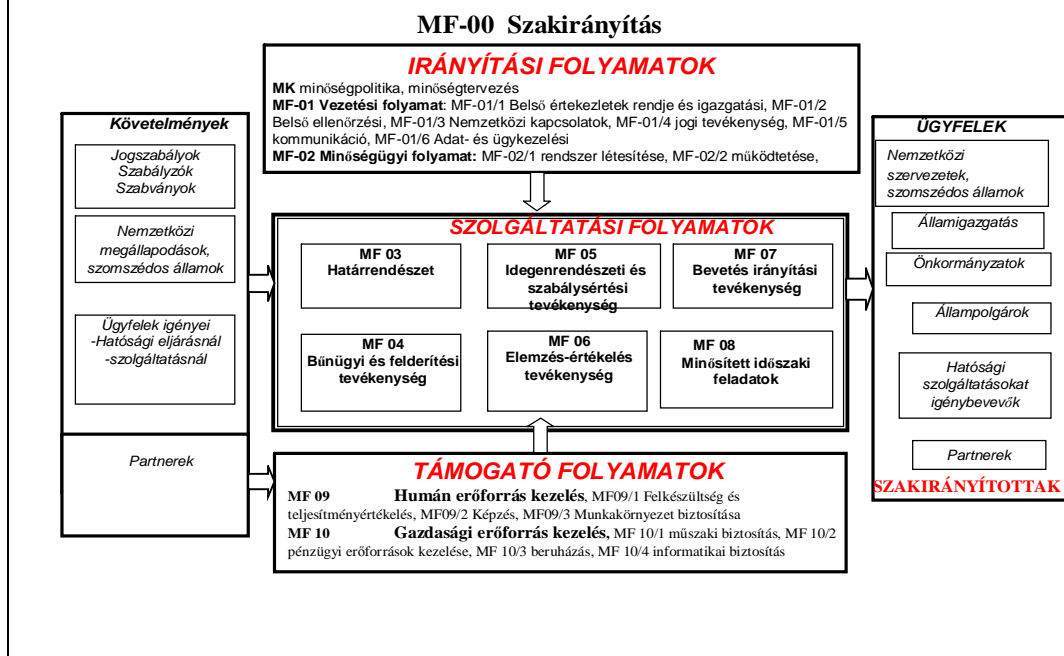 MF-00 Szakirányítás
IRÁNYÍTÁSI FOLYAMATOK
MK minőségpolitika, minőségtervezés
MF-01 Vezetési folyamat: MF-01/1 Belső értekezletek rendje és igazgatási, MF-01/2
Belső ellenőrzési, MF-01/3 Nemzetközi kapcsolatok, MF-01/4 jogi tevékenység, MF-01/5
kommunikáció, MF-01/6 Adat- és ügykezelési
MF-02 Minőségügyi folyamat: MF-02/1 rendszer létesítése, MF-02/2 működtetése,
Követelmények
Jogszabályok
Szabályzók
Szabványok
Nemzetközi
megállapodások,
szomszédos államok
Ügyfelek igényei
-Hatósági eljárásnál
-szolgáltatásnál
Partnerek
SZOLGÁLTATÁSI FOLYAMATOK
MF 03
Határrendészet
MF 05
Idegenrendészeti és
szabálysértési
tevékenység
MF 07
Bevetés irányítási
tevékenység
MF 04
Bűnügyi és felderítési
tevékenység
MF 06
Elemzés-értékelés
tevékenység
MF 08
Minősített időszaki
feladatok
TÁMOGATÓ FOLYAMATOK
MF 09 Humán erőforrás kezelés, MF09/1 Felkészültség és
teljesítményértékelés, MF09/2 Képzés, MF09/3 Munkakörnyezet biztosítása
MF 10 Gazdasági erőforrás kezelés, MF 10/1 műszaki biztosítás, MF 10/2
pénzügyi erőforrások kezelése, MF 10/3 beruházás, MF 10/4 informatikai biztosítás
ÜGYFELEK
Nemzetközi
szervezetek,
szomszédos államok
Államigazgatás
Önkormányzatok
Állampolgárok
Hatósági
szolgáltatásokat
igénybevevők
Partnerek
SZAKIRÁNYÍTOTTAK